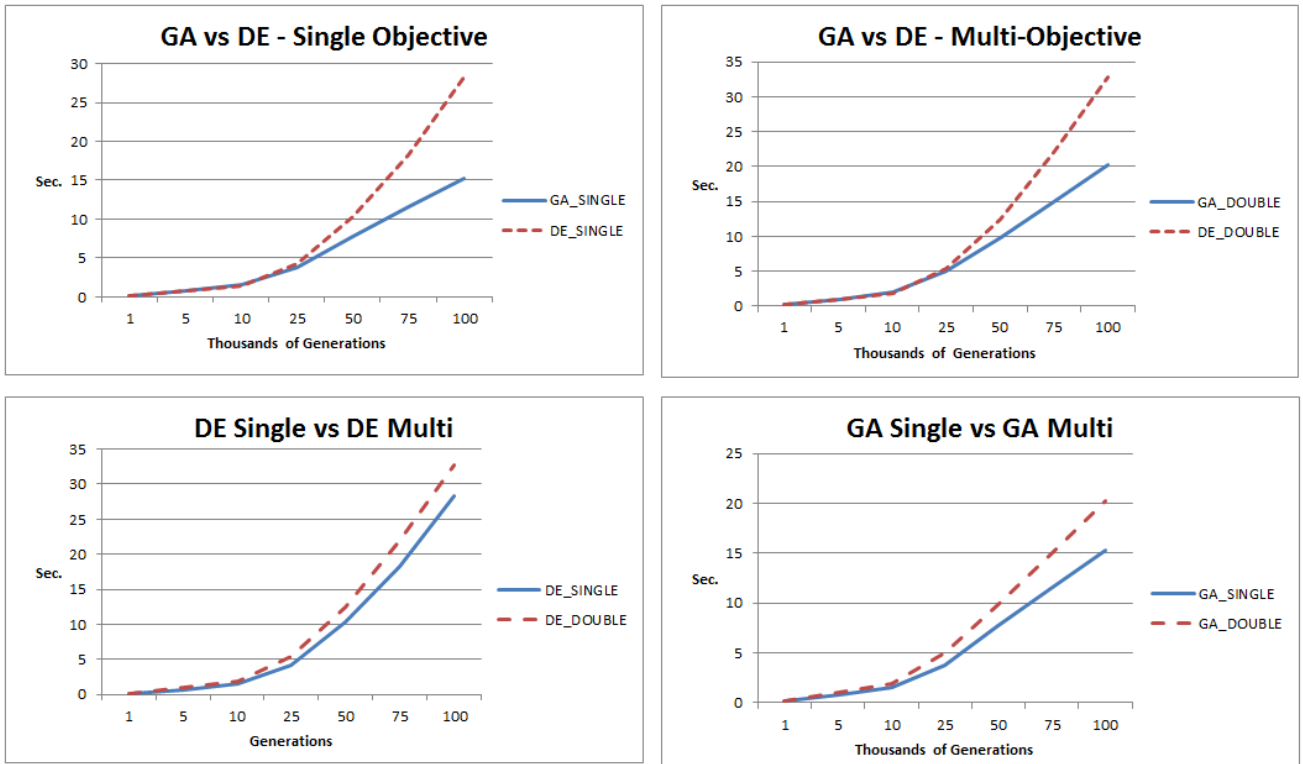 GA vs DE - Single Objective
30
25
20
Sec. 15
10
5
0
1 5 10 25 50 75 100
Thousands of Generations
GA_SINGLE
DE_SINGLE
GA vs DE - Multi-Objective
35
30
25
20
Sec.
15
10
5
0
1 5 10 25 50 75 100
Thousands of Generations
GA_DOUBLE
DE_DOUBLE
DE Single vs DE Multi
35
30
25
20
Sec.
15
10
5
0
1 5 10 25 50 75 100
Generations
DE_SINGLE
DE_DOUBLE
GA Single vs GA Multi
25
20
15
Sec.
10
5
0
1 5 10 25 50 75 100
Thousands of Generations
GA_SINGLE
GA_DOUBLE